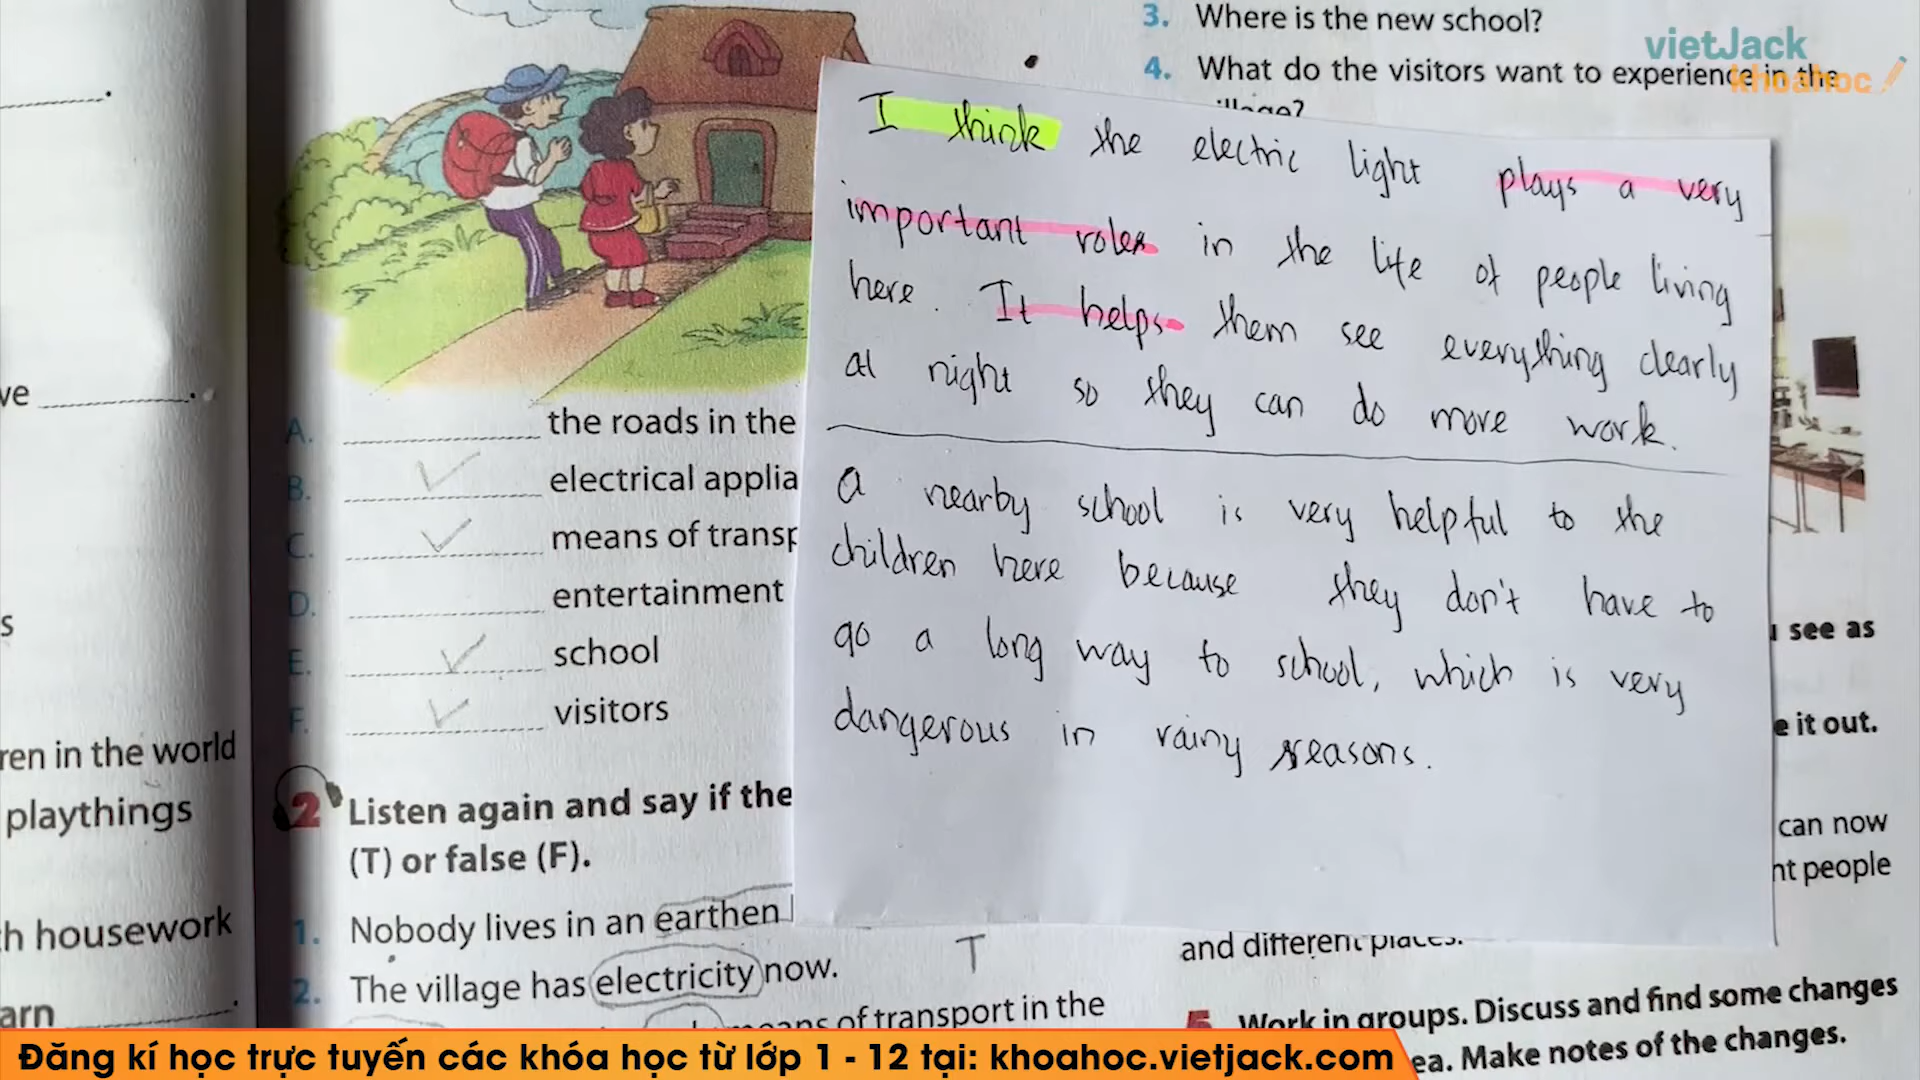 3. Where is the new school?
4. What do the visitors want to experience in the
village?
vietJack
khoahoc
I think the electric light plays a very
important roles in the life of people living
here. It helps them see everything clearly
at night so they can do more work.
a nearby school is very helpful to the
children here because they don't have to
go a long way to school, which is very
dangerous in rainy seasons.
ve
s
ren in the world
playthings
h housework
arn
A. the roads in the
B. electrical applia
C. means of transp
D. entertainment
E. school
F. visitors
2 Listen again and say if the
(T) or false (F).
1. Nobody lives in an earthen
2. The village has electricity now. T
means of transport in the
see as
e it out.
can now
nt people
and different places.
5 Work in groups. Discuss and find some changes
ea. Make notes of the changes.
Đăng kí học trực tuyến các khóa học từ lớp 1 - 12 tại: khoahoc.vietjack.com